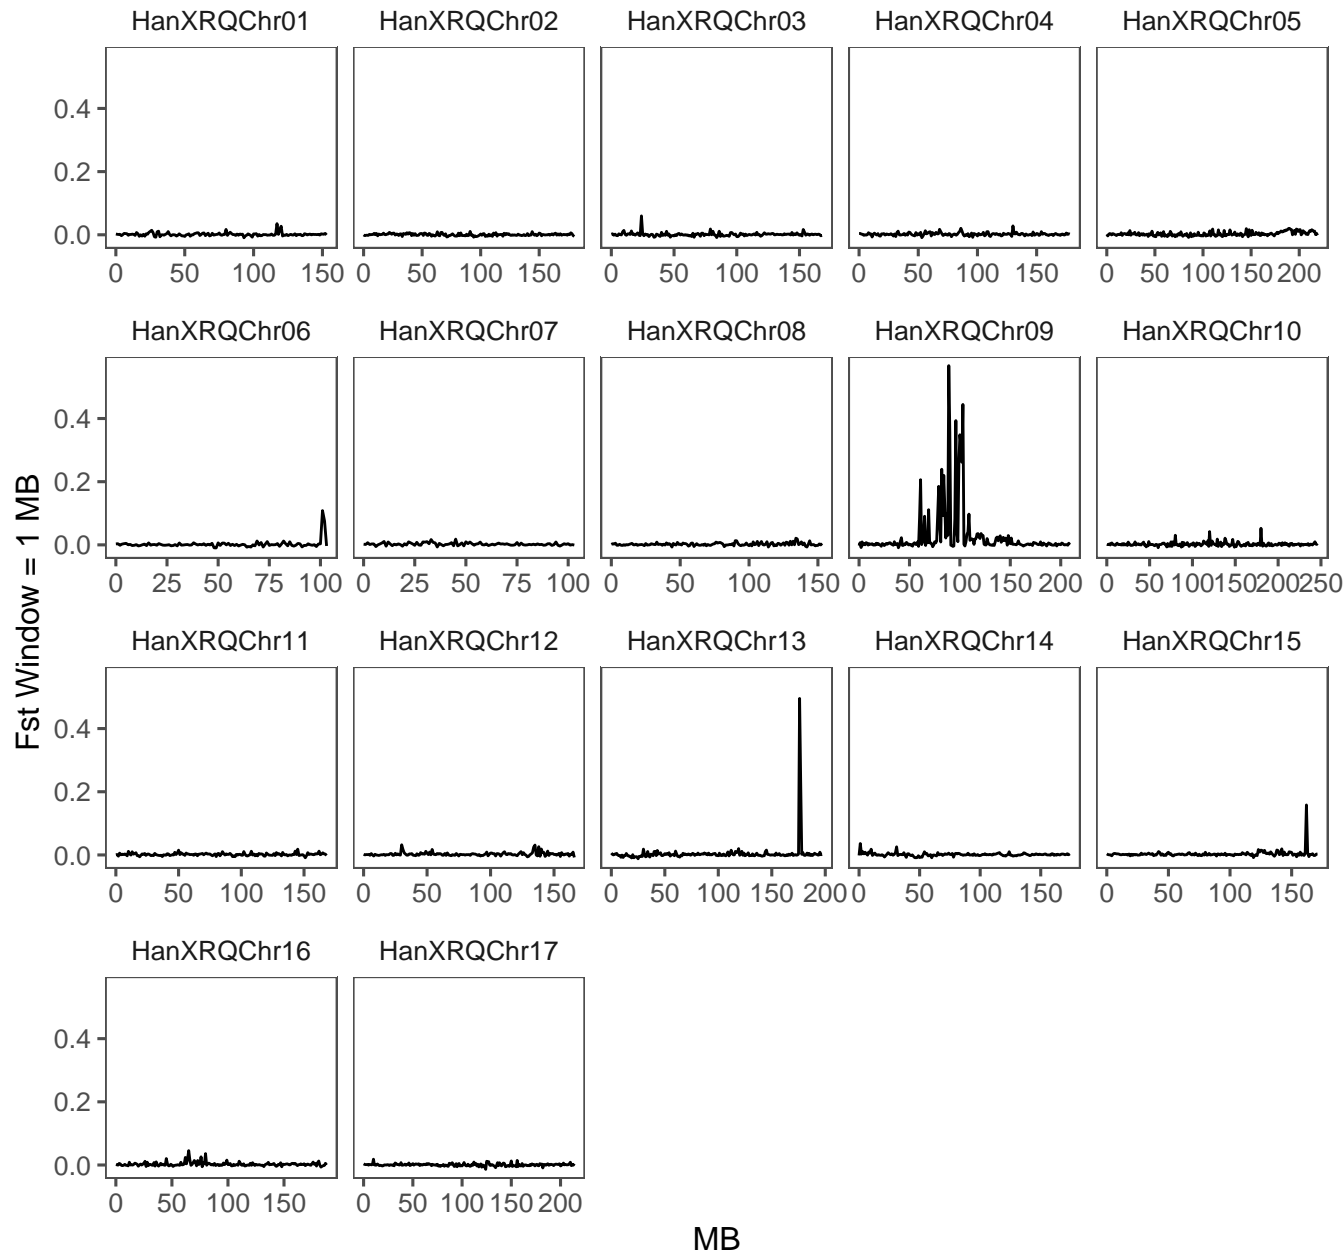 HanXRQChr01 HanXRQChr02 HanXRQChr03 HanXRQChr04 HanXRQChr05
0.4
0.2
0.0
0 50 100 150 0 50 100 150 0 50 100 150 0 50 100 150 0 50 100 150 200
HanXRQChr06 HanXRQChr07 HanXRQChr08 HanXRQChr09 HanXRQChr10
0.4
0.2
0.0
0 25 50 75 100 0 25 50 75 100 0 50 100 150 0 50 100 150 200 0 50 100 150 200 250
Fst Window = 1 MB
HanXRQChr11 HanXRQChr12 HanXRQChr13 HanXRQChr14 HanXRQChr15
0.4
0.2
0.0
0 50 100 150 0 50 100 150 0 50 100 150 200 0 50 100 150 0 50 100 150
HanXRQChr16 HanXRQChr17
0.4
0.2
0.0
0 50 100 150 0 50 100 150 200
MB